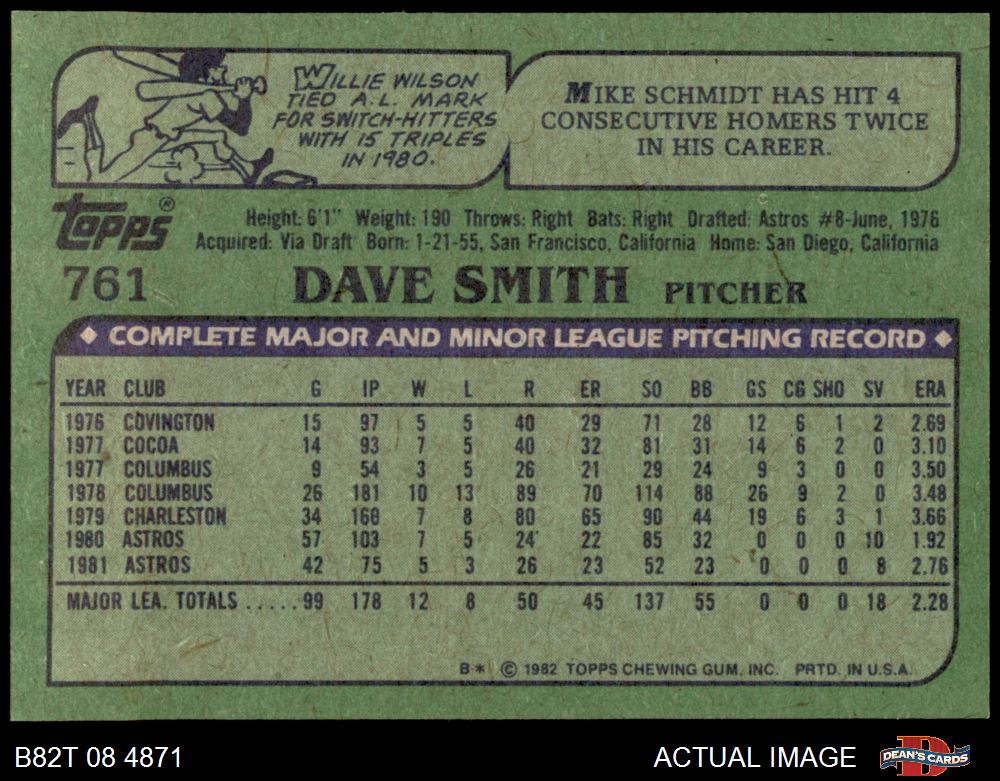 WILLIE WILSON
TIED A.L. MARK
FOR SWITCH-HITTERS
WITH 15 TRIPLES
IN 1980.
MIKE SCHMIDT HAS HIT 4
CONSECUTIVE HOMERS TWICE
IN HIS CAREER.
Topps®
Height: 6'1" Weight: 190 Throws: Right Bats: Right Drafted: Astros #8-June, 1976
Acquired: Via Draft Born: 1-21-55, San Francisco, California Home: San Diego, California
761 DAVE SMITH PITCHER
◆ COMPLETE MAJOR AND MINOR LEAGUE PITCHING RECORD ◆
YEAR CLUB G IP W L R ER SO BB GS CG SHO SV ERA
1976 COVINGTON 15 97 5 5 40 29 71 28 12 6 1 2 2.69
1977 COCOA 14 93 7 5 40 32 81 31 14 6 2 0 3.10
1977 COLUMBUS 9 54 3 5 26 21 29 24 9 3 0 0 3.50
1978 COLUMBUS 26 181 10 13 89 70 114 88 26 9 2 0 3.48
1979 CHARLESTON 34 160 7 8 80 65 90 44 19 6 3 1 3.66
1980 ASTROS 57 103 7 5 24 22 85 32 0 0 0 10 1.92
1981 ASTROS 42 75 5 3 26 23 52 23 0 0 0 8 2.76
MAJOR LEA. TOTALS .....99 178 12 8 50 45 137 55 0 0 0 18 2.28
B* © 1982 TOPPS CHEWING GUM, INC. PRTD. IN U.S.A.
B82T 08 4871 ACTUAL IMAGE DEAN'S CARDS